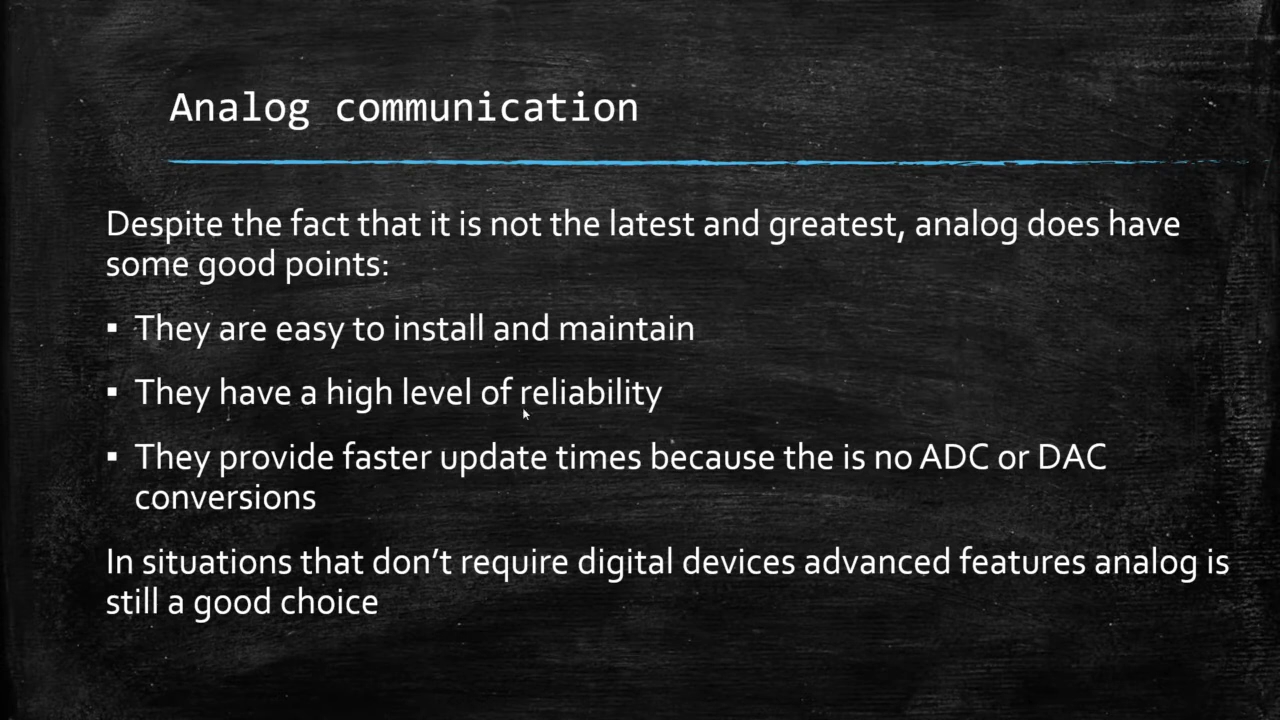 Analog communication
Despite the fact that it is not the latest and greatest, analog does have
some good points:
▪ They are easy to install and maintain
▪ They have a high level of reliability
▪ They provide faster update times because the is no ADC or DAC
conversions
In situations that don’t require digital devices advanced features analog is
still a good choice